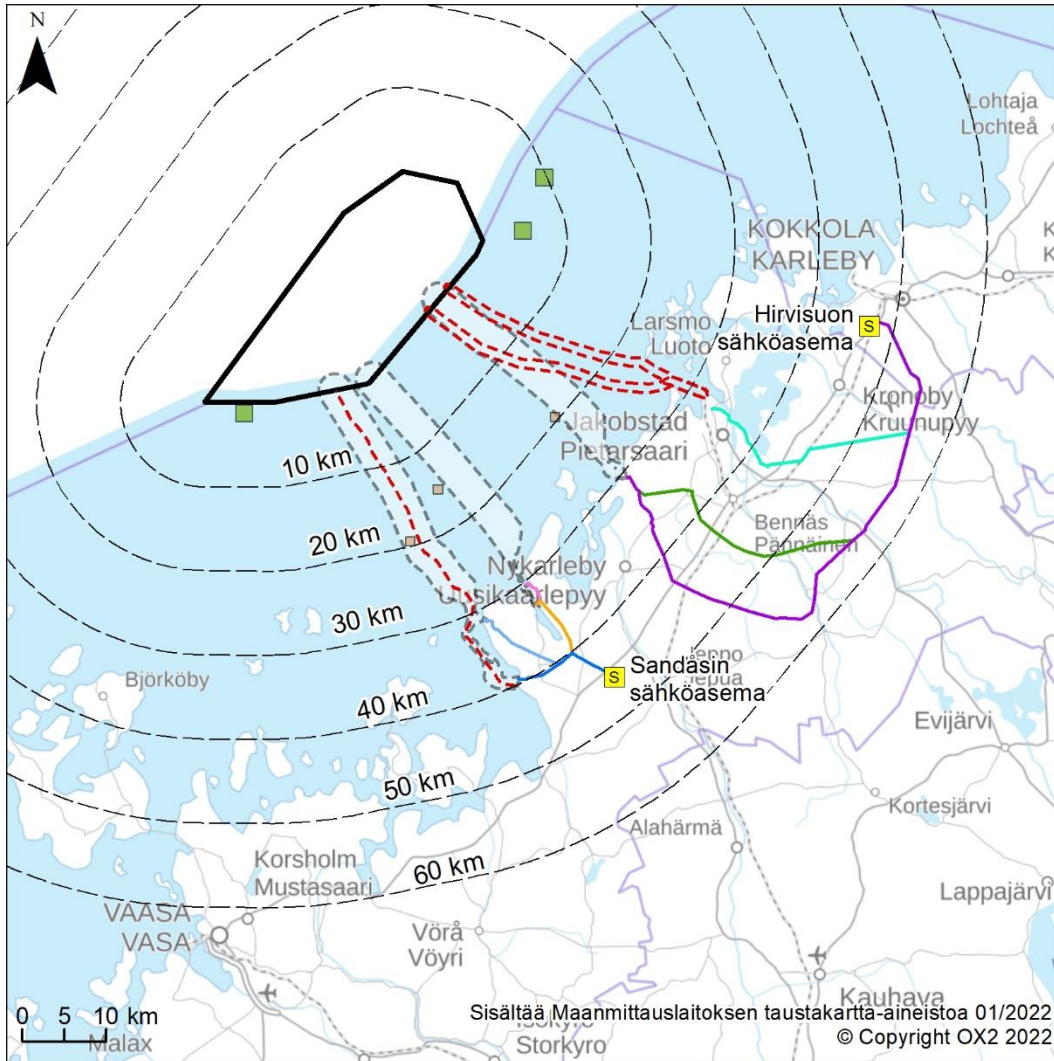 N
Lohtaja
Lochteå
KOKKOLA
KARLEBY
K
K
Larsmo
Luoto
Hirvisuon
sähköasema
S
Kronoby
Kruunupyy
Jakobstad
Pietarsaari
10 km
Bennäs
Pännäinen
20 km
Nykarleby
Uusikaarlepyy
30 km
Sandåsin
sähköasema
S
Björköby
40 km
Evijärvi
50 km
Kortesjärvi
Alahärmä
60 km
Korsholm
Mustasaari
Lappajärvi
VAASA
VASA
Vörå
Vöyri
Kauhava
0 5 10 km
Sisältää Maanmittauslaitoksen taustakartta-aineistoa 01/2022
© Copyright OX2 2022
Malax
Storkyro